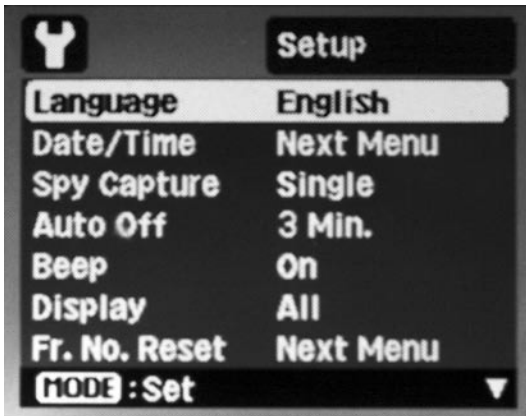 Setup
Language English
Date/Time Next Menu
Spy Capture Single
Auto Off 3 Min.
Beep On
Display All
Fr. No. Reset Next Menu
MODE :Set